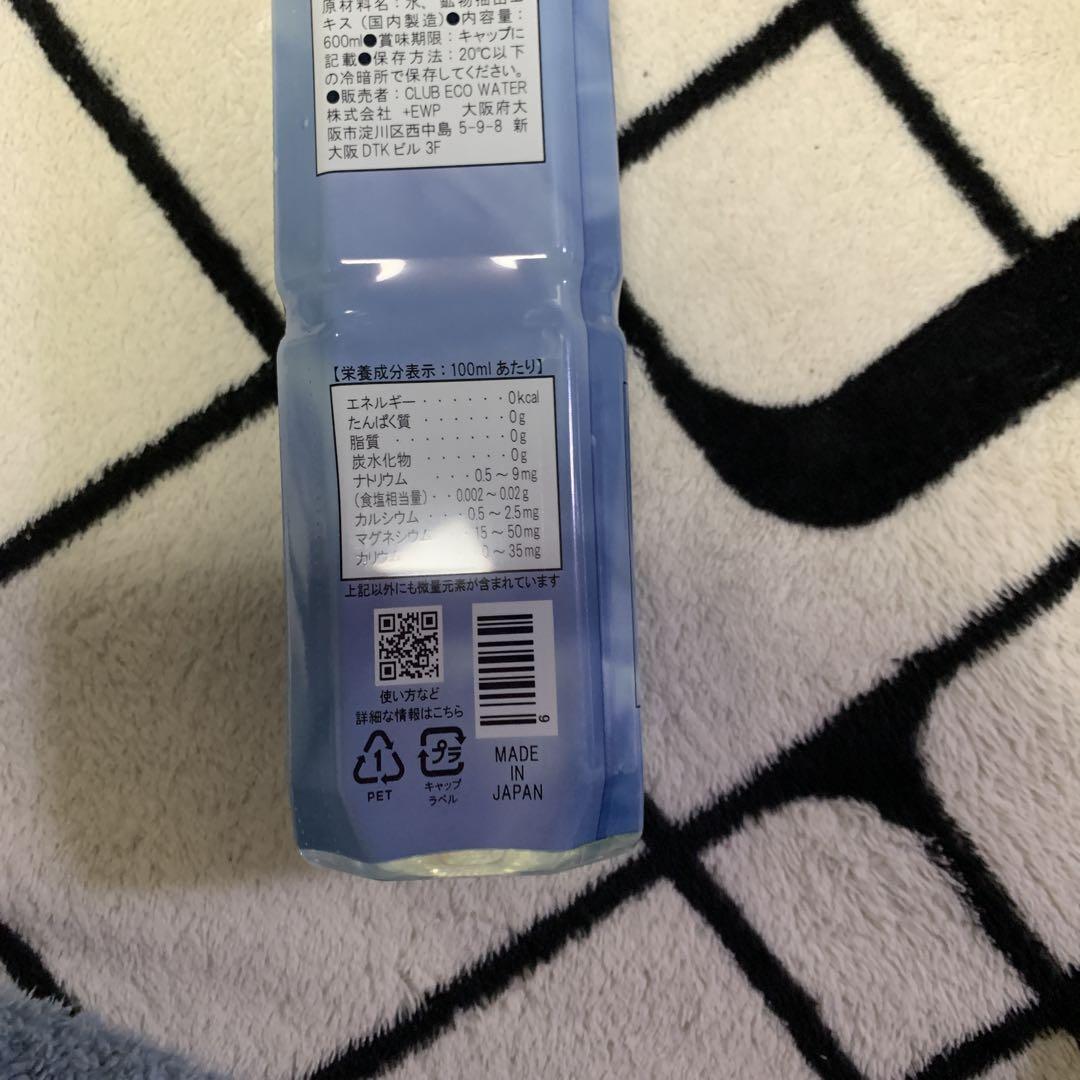 原材料名：水、鉱物抽出エ
キス（国内製造）●内容量：
600ml●賞味期限：キャップに
記載●保存方法：20℃以下
の冷暗所で保存してください。
●販売者：CLUB ECO WATER
株式会社 +EWP 大阪府大
阪市淀川区西中島 5-9-8 新
大阪 DTK ビル 3F
【栄養成分表示：100ml あたり】
エネルギー・・・・・・0kcal
たんぱく質・・・・・・0g
脂質・・・・・・・・0g
炭水化物・・・・・・0g
ナトリウム・・・0.5～9mg
（食塩相当量）・・0.002～0.02g
カルシウム・・・0.5～2.5mg
マグネシウム 15～50mg
カリウム ～35mg
上記以外にも微量元素が含まれています
使い方など
詳細な情報はこちら
9
1
PET
プラ
キャップ
ラベル
MADE
IN
JAPAN